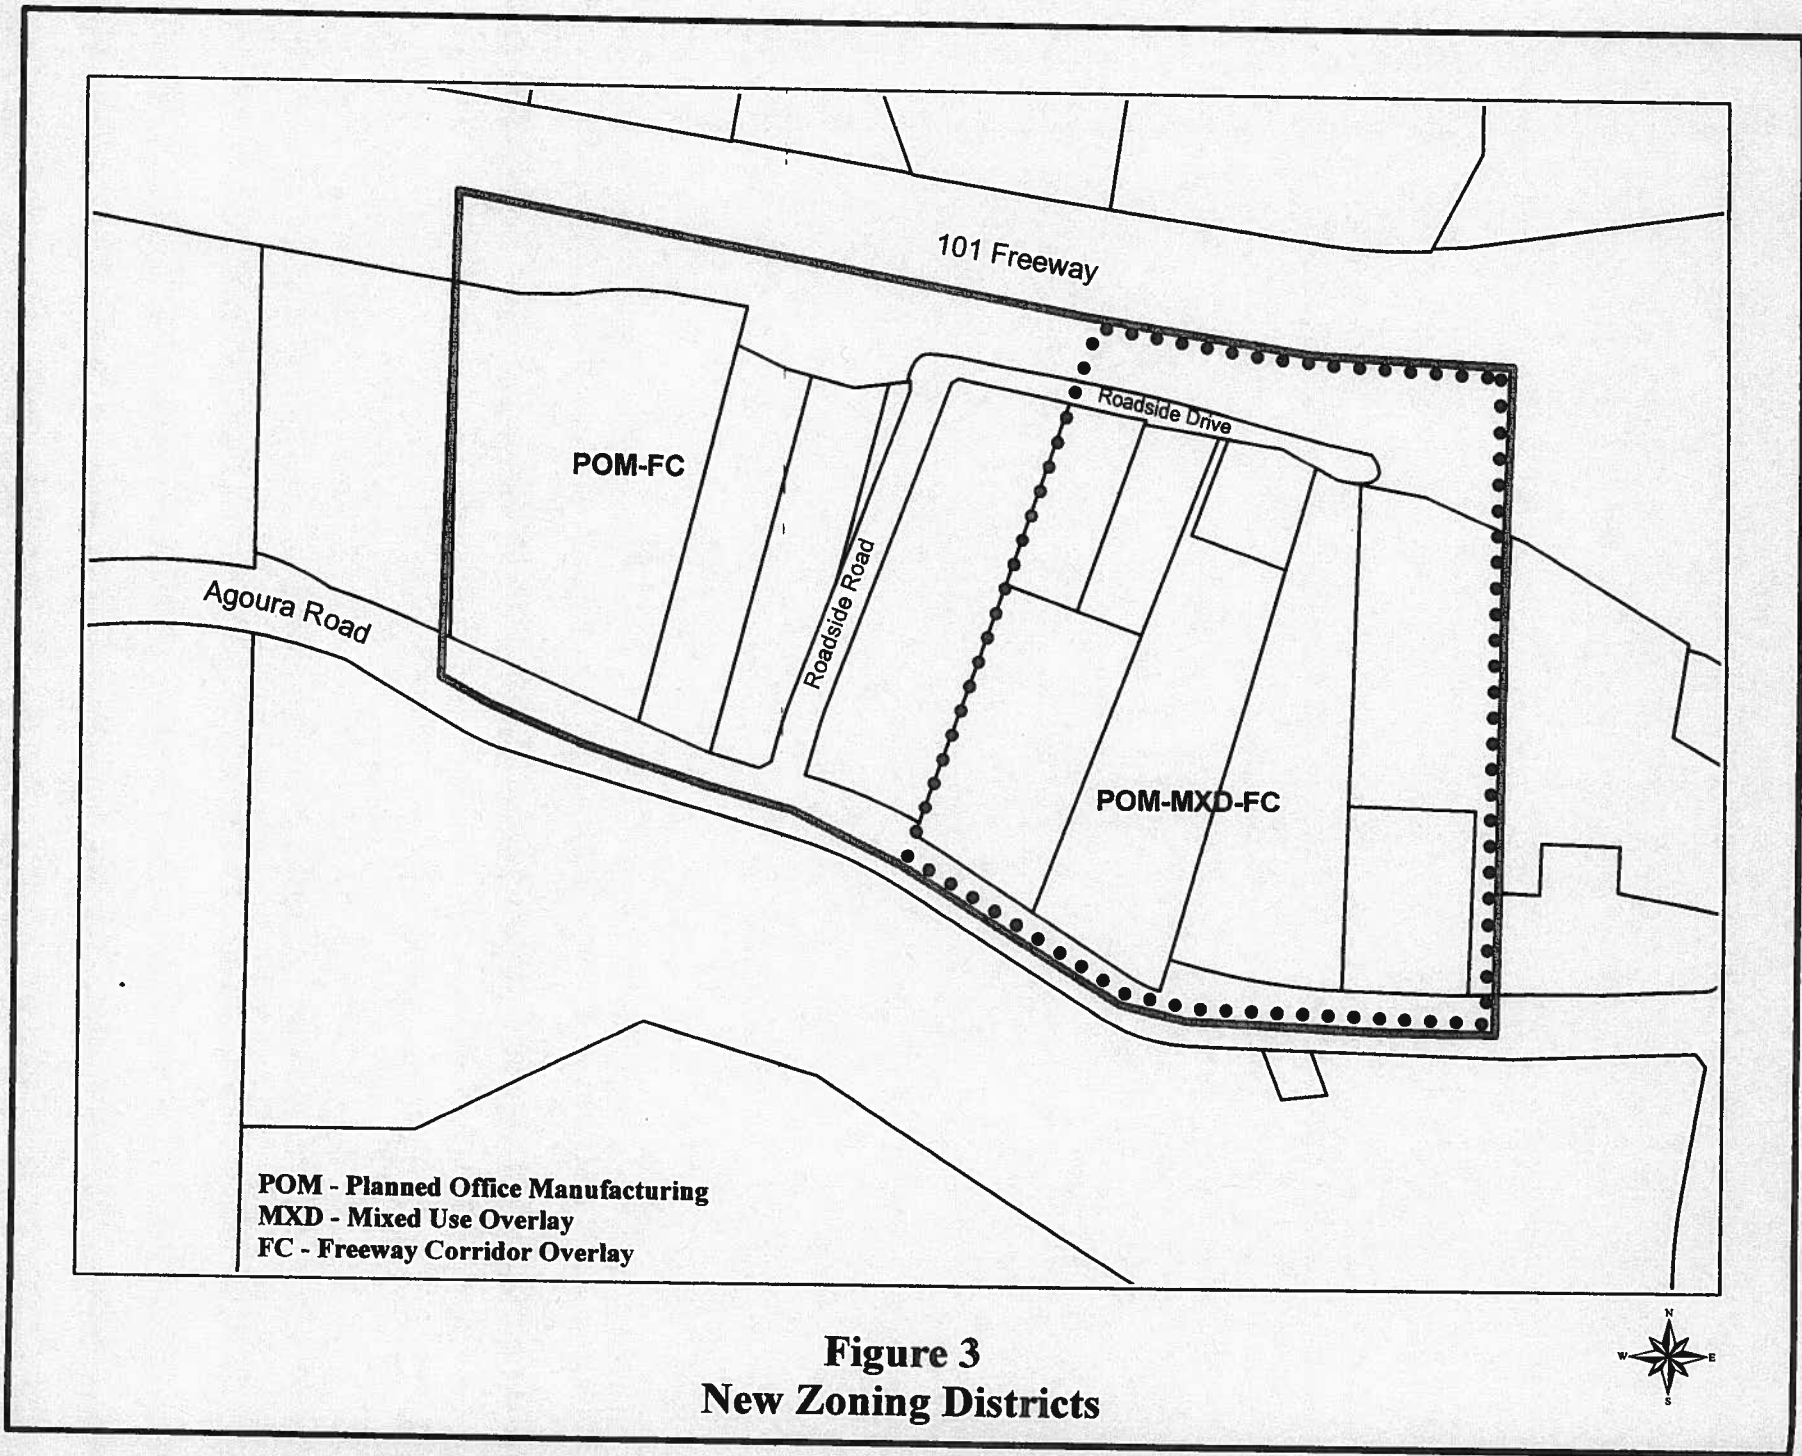 101 Freeway
Roadside Drive
POM-FC
Roadside Road
Agoura Road
POM-MXD-FC
POM - Planned Office Manufacturing
MXD - Mixed Use Overlay
FC - Freeway Corridor Overlay
N
W E
S
Figure 3
New Zoning Districts